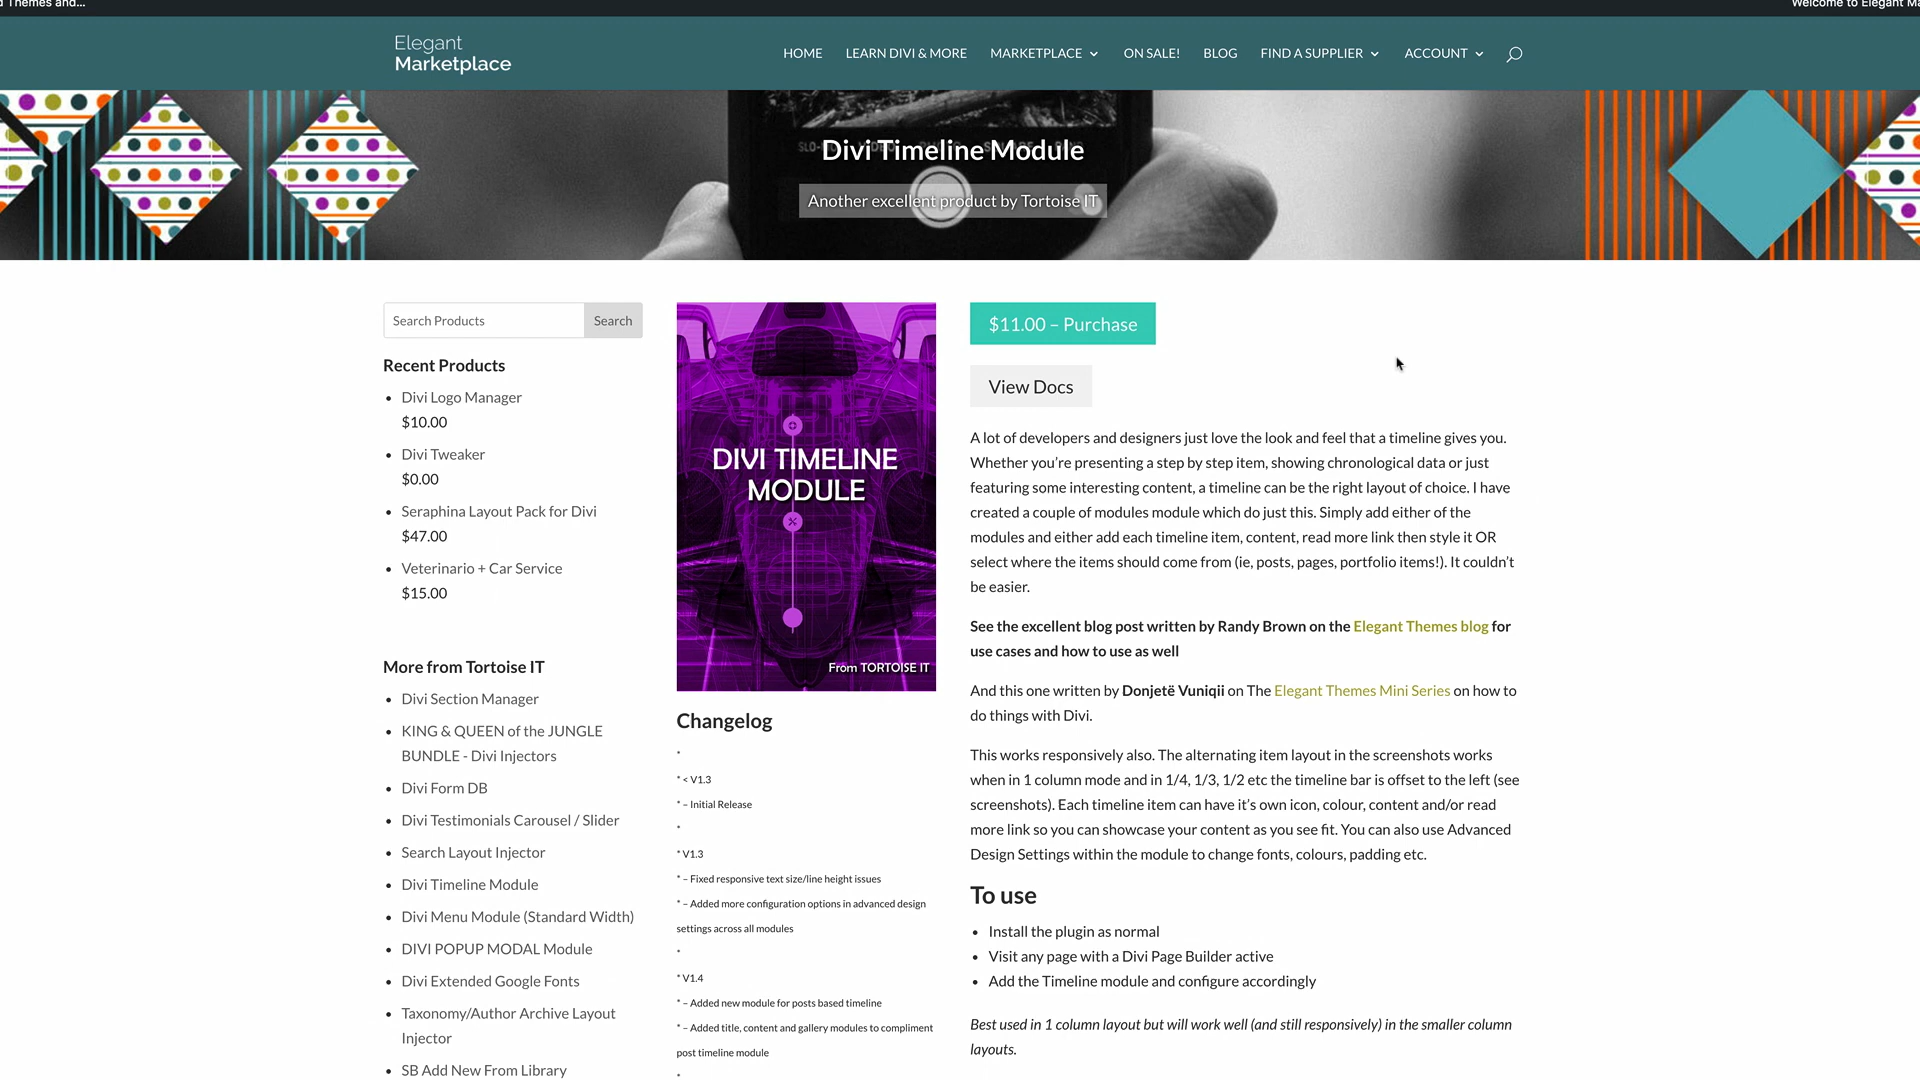 d Themes and...
Welcome to Elegant Ma
Elegant
Marketplace
HOME
LEARN DIVI & MORE
MARKETPLACE
ON SALE!
BLOG
FIND A SUPPLIER
ACCOUNT
Divi Timeline Module
Another excellent product by Tortoise IT
Search Products
Search
Recent Products
Divi Logo Manager
$10.00
Divi Tweaker
$0.00
Seraphina Layout Pack for Divi
$47.00
Veterinario + Car Service
$15.00
More from Tortoise IT
Divi Section Manager
KING & QUEEN of the JUNGLE
BUNDLE - Divi Injectors
Divi Form DB
Divi Testimonials Carousel / Slider
Search Layout Injector
Divi Timeline Module
Divi Menu Module (Standard Width)
DIVI POPUP MODAL Module
Divi Extended Google Fonts
Taxonomy/Author Archive Layout
Injector
SB Add New From Library
DIVI TIMELINE
MODULE
From TORTOISE IT
Changelog
*
* < V1.3
* – Initial Release
*
* V1.3
* – Fixed responsive text size/line height issues
* – Added more configuration options in advanced design
settings across all modules
*
* V1.4
* – Added new module for posts based timeline
* – Added title, content and gallery modules to compliment
post timeline module
*
$11.00 – Purchase
View Docs
A lot of developers and designers just love the look and feel that a timeline gives you.
Whether you're presenting a step by step item, showing chronological data or just
featuring some interesting content, a timeline can be the right layout of choice. I have
created a couple of modules module which do just this. Simply add either of the
modules and either add each timeline item, content, read more link then style it OR
select where the items should come from (ie, posts, pages, portfolio items!). It couldn't
be easier.
See the excellent blog post written by Randy Brown on the Elegant Themes blog for
use cases and how to use as well
And this one written by Donjetë Vuniqii on The Elegant Themes Mini Series on how to
do things with Divi.
This works responsively also. The alternating item layout in the screenshots works
when in 1 column mode and in 1/4, 1/3, 1/2 etc the timeline bar is offset to the left (see
screenshots). Each timeline item can have it's own icon, colour, content and/or read
more link so you can showcase your content as you see fit. You can also use Advanced
Design Settings within the module to change fonts, colours, padding etc.
To use
Install the plugin as normal
Visit any page with a Divi Page Builder active
Add the Timeline module and configure accordingly
Best used in 1 column layout but will work well (and still responsively) in the smaller column
layouts.